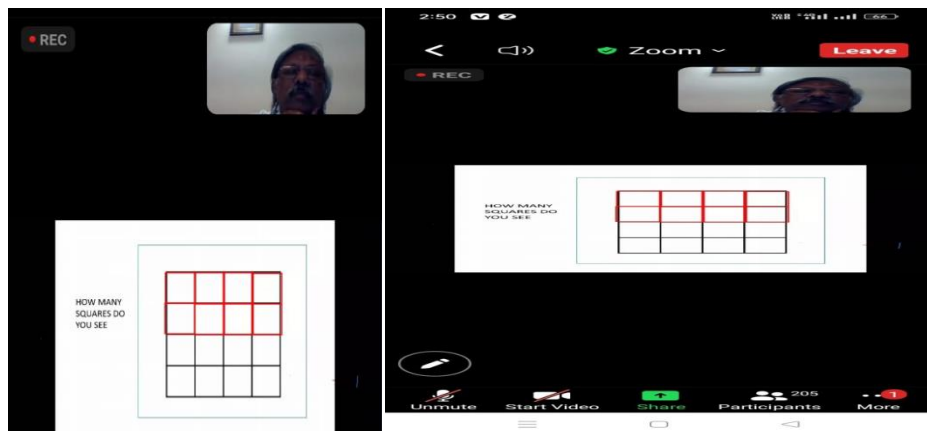 REC
HOW MANY
SQUARES DO
YOU SEE
2:50
66
Zoom
Leave
REC
HOW MANY
SQUARES DO
YOU SEE
205
1
Unmute
Start Video
Share
Participants
More